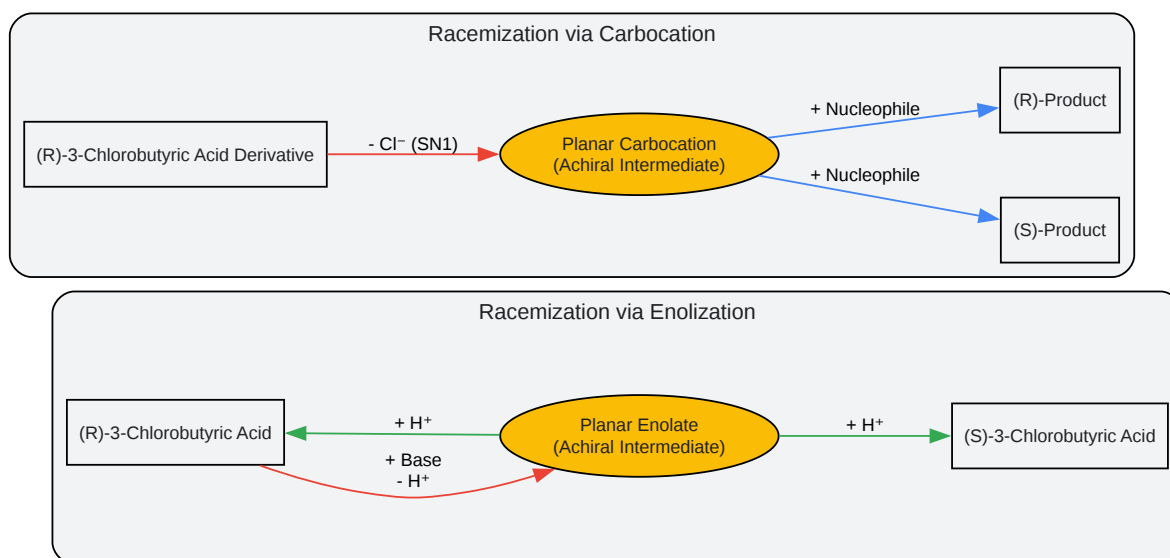 Racemization via Carbocation
(R)-3-Chlorobutyric Acid Derivative
- Cl⁻ (SN1)
Planar Carbocation
(Achiral Intermediate)
+ Nucleophile
(R)-Product
+ Nucleophile
(S)-Product
Racemization via Enolization
(R)-3-Chlorobutyric Acid
+ H⁺
+ Base
- H⁺
Planar Enolate
(Achiral Intermediate)
+ H⁺
(S)-3-Chlorobutyric Acid